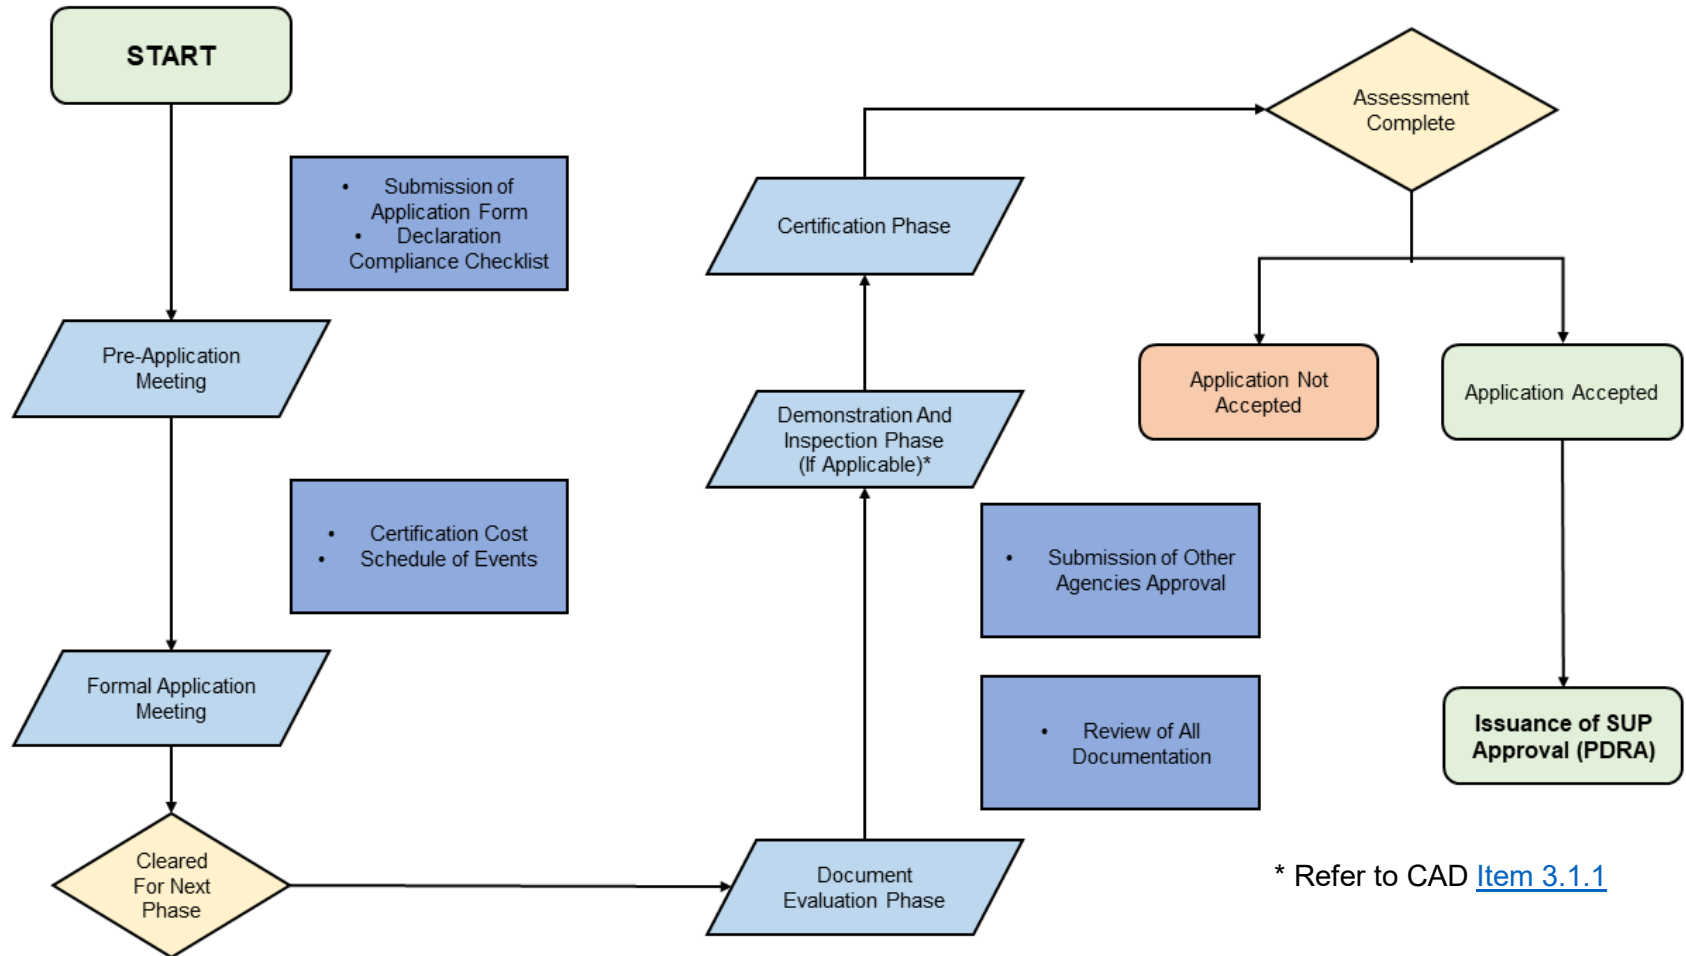 START
• Submission of
Application Form
• Declaration
Compliance Checklist
Pre-Application
Meeting
• Certification Cost
• Schedule of Events
Formal Application
Meeting
Cleared
For Next
Phase
Document
Evaluation Phase
• Review of All
Documentation
• Submission of Other
Agencies Approval
Demonstration And
Inspection Phase
(If Applicable)*
Certification Phase
Assessment
Complete
Application Not
Accepted
Application Accepted
Issuance of SUP
Approval (PDRA)
* Refer to CAD Item 3.1.1